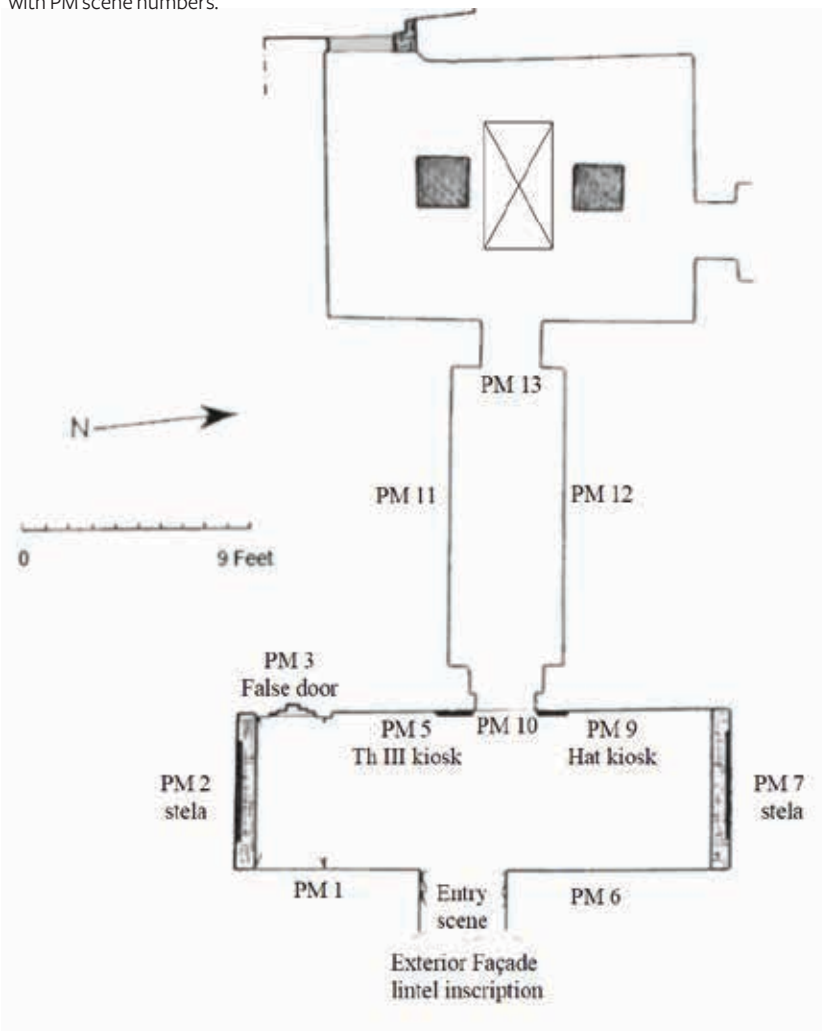 with PM scene numbers.
PM 13
N
PM 11
PM 12
0
9 Feet
PM 3
False door
PM 5
Th III kiosk
PM 10
PM 9
Hat kiosk
PM 2
stela
PM 7
stela
PM 1
Entry
scene
PM 6
Exterior Façade
lintel inscription